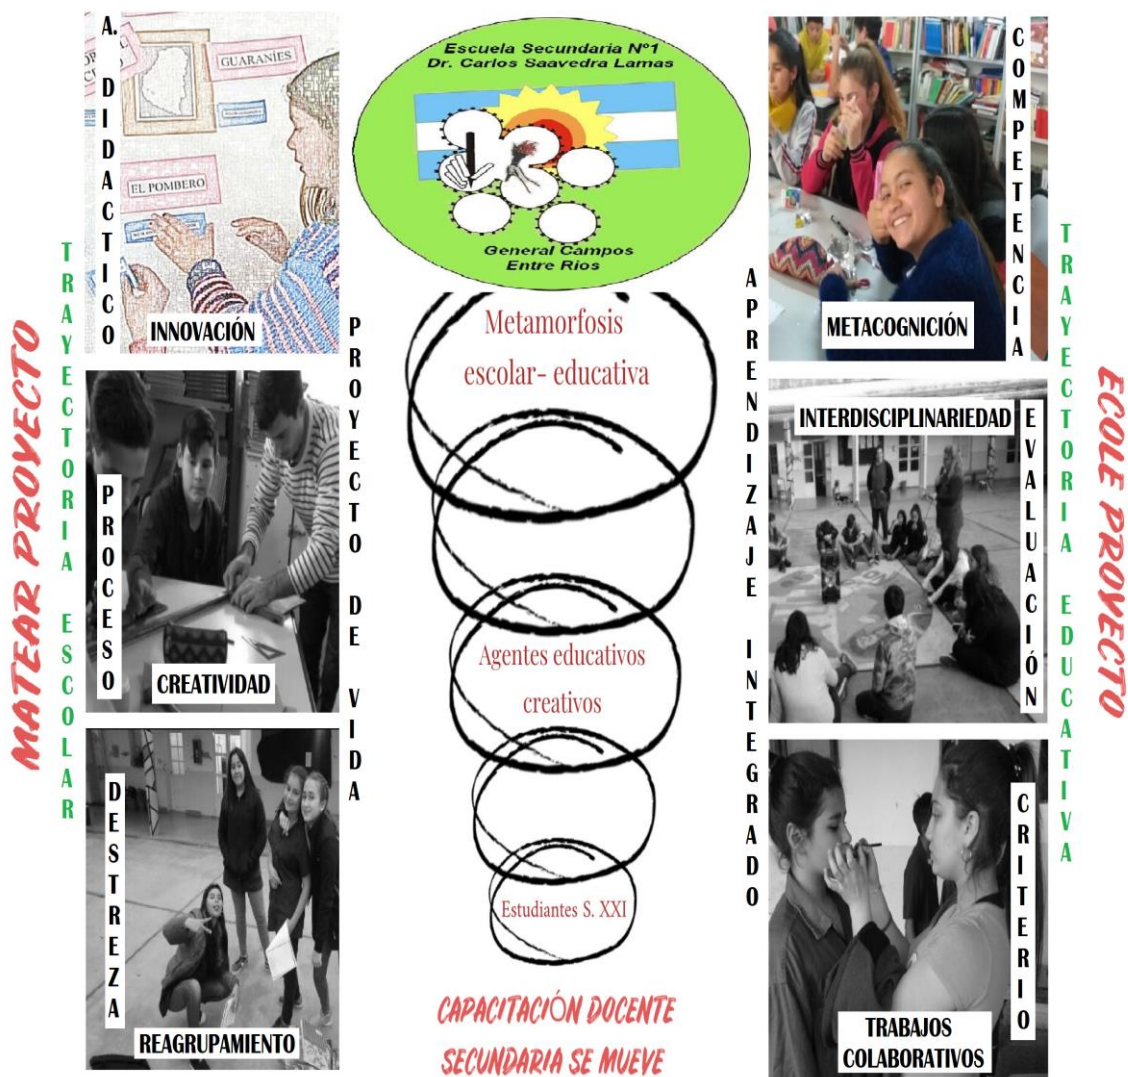 MATEAR PROYECTO
TRAYECTORIA ESCOLAR
A. DIDACTICO
GUARANÍES
EL POMBERO
INNOVACIÓN
PROCESO
CREATIVIDAD
DESTREZA
REAGRUPAMIENTO
PROYECTO DE VIDA
Escuela Secundaria Nº1
Dr. Carlos Saavedra Lamas
General Campos
Entre Rios
Metamorfosis
escolar- educativa
Agentes educativos
creativos
Estudiantes S. XXI
CAPACITACIÓN DOCENTE
SECUNDARIA SE MUEVE
APRENDIZAJE INTEGRADO
COMPETENCIA
METACOGNICIÓN
INTERDISCIPLINARIEDAD
EVALUACIÓN
CRITERIO
TRABAJOS
COLABORATIVOS
TRAYECTORIA EDUCATIVA
ECOLE PROYECTO